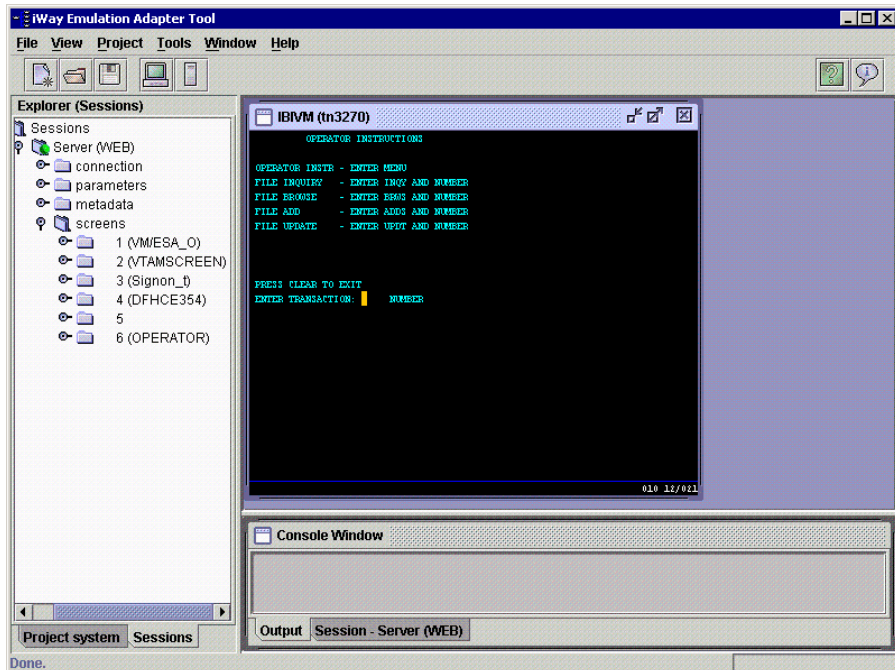 iWay Emulation Adapter Tool
File View Project Tools Window Help
Explorer (Sessions)
Sessions
Server (WEB)
connection
parameters
metadata
screens
1 (VM/ESA_O)
2 (VTAMSCREEN)
3 (Signon_t)
4 (DFHCE354)
5
6 (OPERATOR)
Project system Sessions
IBIVM (tn3270)
OPERATOR INSTRUCTIONS
OPERATOR INSTR - ENTER MENU
FILE INQUIRY - ENTER INQY AND NUMBER
FILE BROWSE - ENTER BRWS AND NUMBER
FILE ADD - ENTER ADDS AND NUMBER
FILE UPDATE - ENTER UPDT AND NUMBER
PRESS CLEAR TO EXIT
ENTER TRANSACTION: NUMBER
010 12/021
Console Window
Output Session - Server (WEB)
Done.